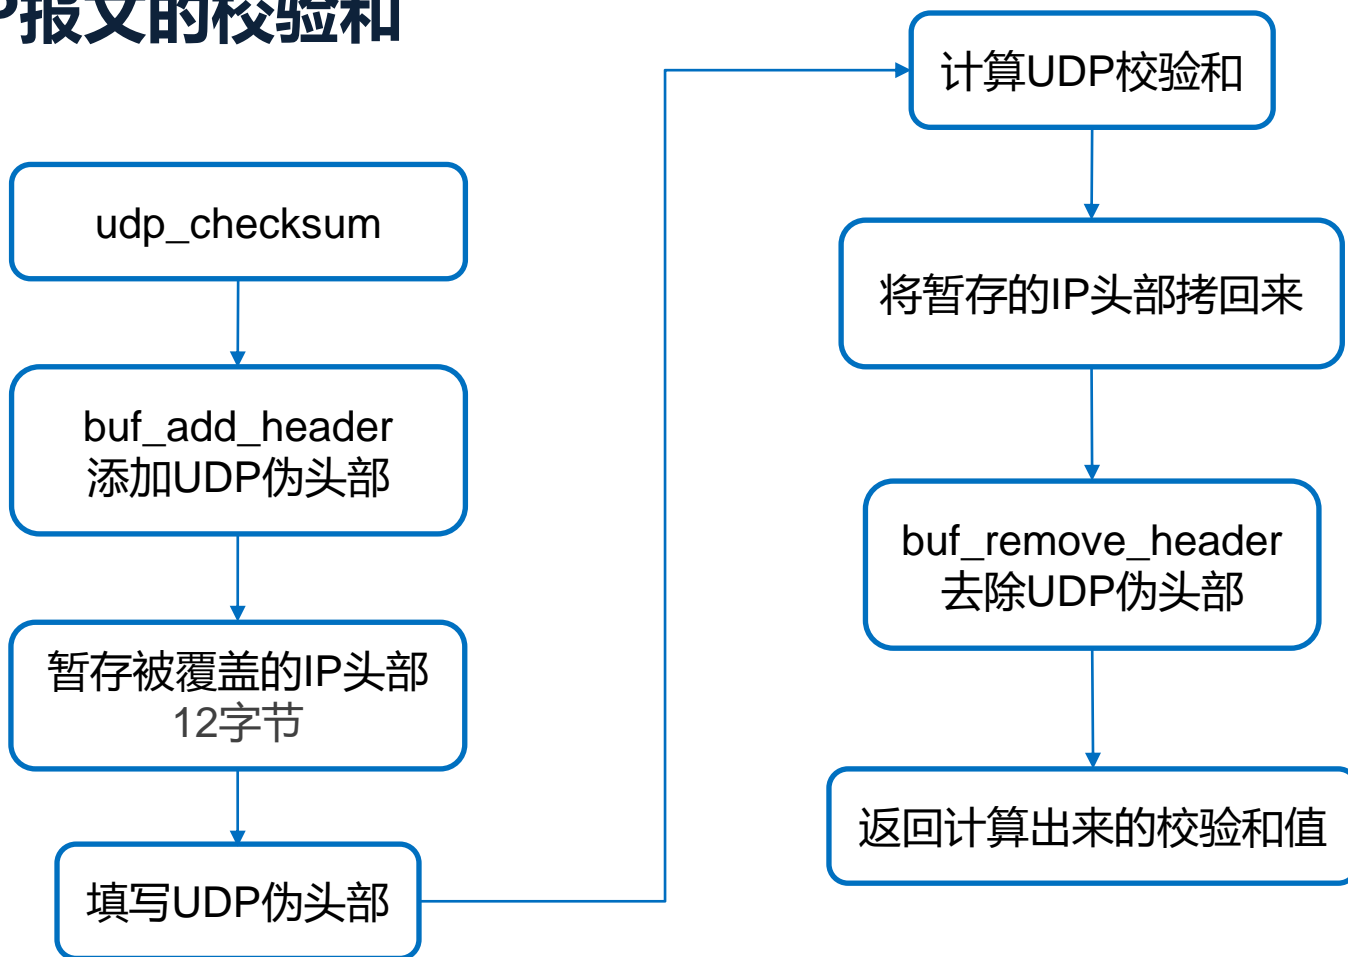 P报文的校验和
udp_checksum
buf_add_header
添加UDP伪头部
暂存被覆盖的IP头部
12字节
填写UDP伪头部
计算UDP校验和
将暂存的IP头部拷回来
buf_remove_header
去除UDP伪头部
返回计算出来的校验和值